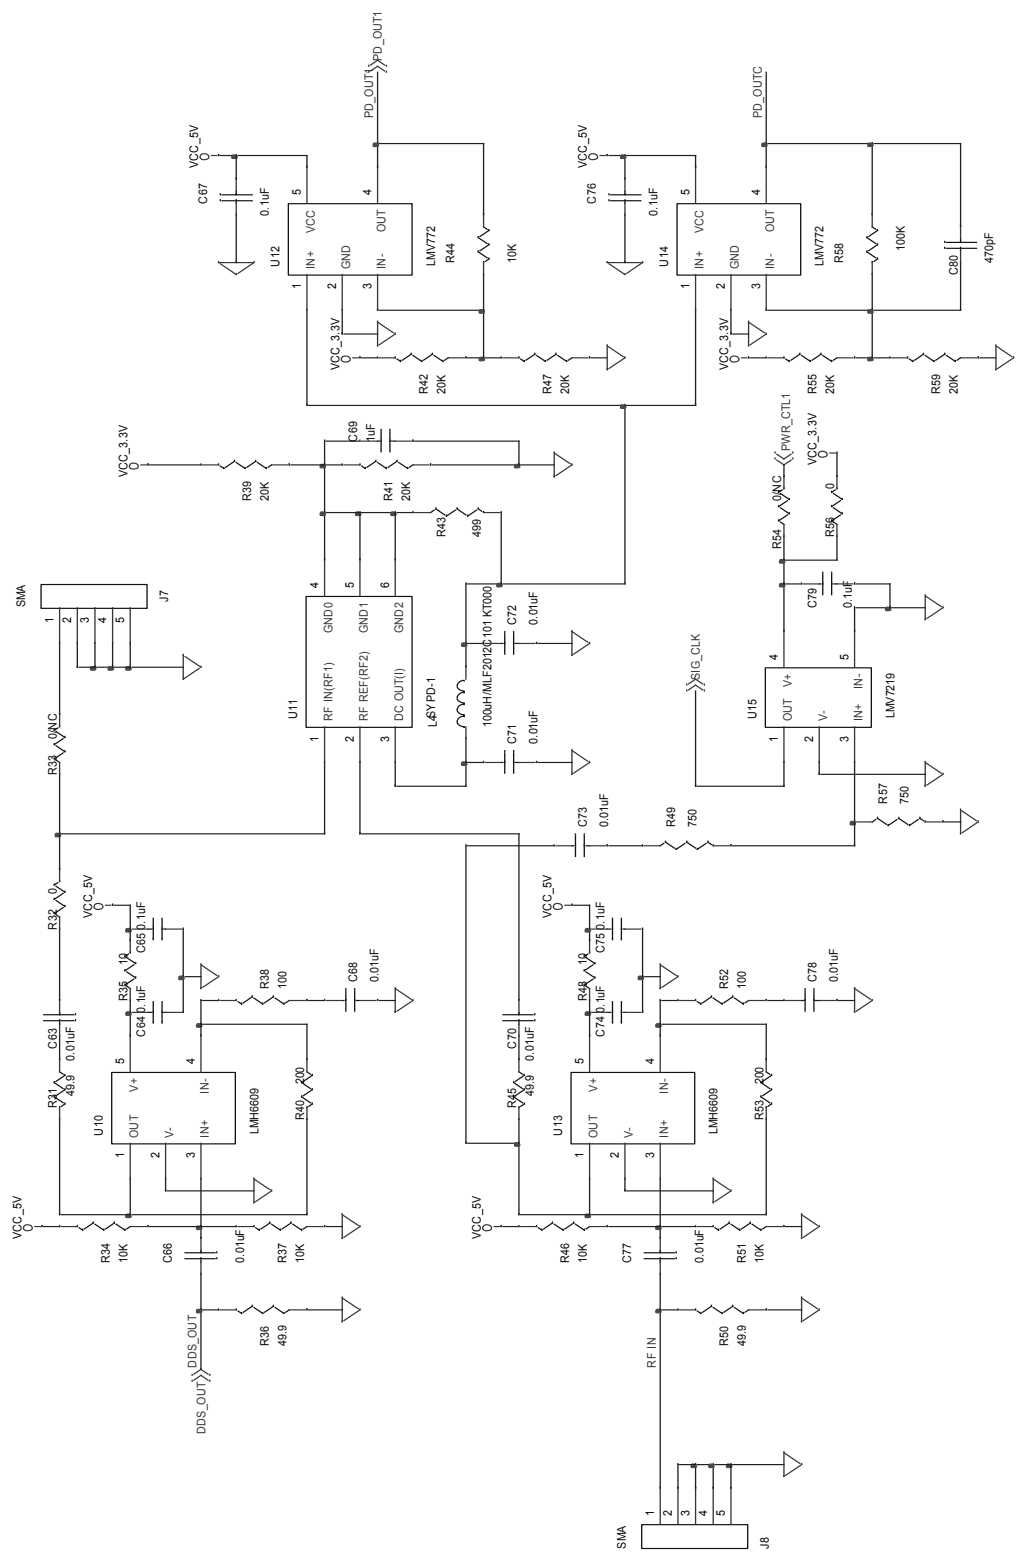 PD_OUT1
PD_OUT1
VCC_5V
C67
0.1uF
U12
5
VCC
4
OUT
IN+
1
GND
2
IN-
3
LMV772
R44
10K
VCC_3.3V
R42
20K
R47
20K
PD_OUTC
VCC_5V
C76
0.1uF
U14
5
VCC
4
OUT
IN+
1
GND
2
IN-
3
LMV772
R58
100K
C80
470pF
VCC_3.3V
R55
20K
R59
20K
VCC_3.3V
R39
20K
C69
1uF
R41
20K
R43
499
SMA
J7
1
2
3
4
5
R33
0/NC
U11
4
GND0
5
GND1
6
GND2
RF IN(RF1)
1
RF REF(RF2)
2
DC OUT(I)
3
SYPD-1
L4
100uH/MLF2012C101 KT000
C72
0.01uF
C71
0.01uF
PWR_CTL1
VCC_3.3V
R54
0/NC
R56
0
C79
0.1uF
SIG_CLK
U15
4
V+
5
IN-
OUT
1
V-
2
IN+
3
LMV7219
R57
750
C73
0.01uF
R49
750
R32
0
VCC_5V
C65
0.1uF
R35
10
C64
0.1uF
C63
0.01uF
R31
49.9
R38
100
C68
0.01uF
U10
5
V+
4
IN-
OUT
1
V-
2
IN+
3
LMH6609
R40
200
VCC_5V
R34
10K
C66
0.01uF
R37
10K
R36
49.9
DDS_OUT
DDS_OUT
VCC_5V
C75
0.1uF
R48
10
C74
0.1uF
C70
0.01uF
R45
49.9
R52
100
C78
0.01uF
U13
5
V+
4
IN-
OUT
1
V-
2
IN+
3
LMH6609
R53
200
VCC_5V
R46
10K
C77
0.01uF
R51
10K
R50
49.9
RF IN
SMA
J8
1
2
3
4
5